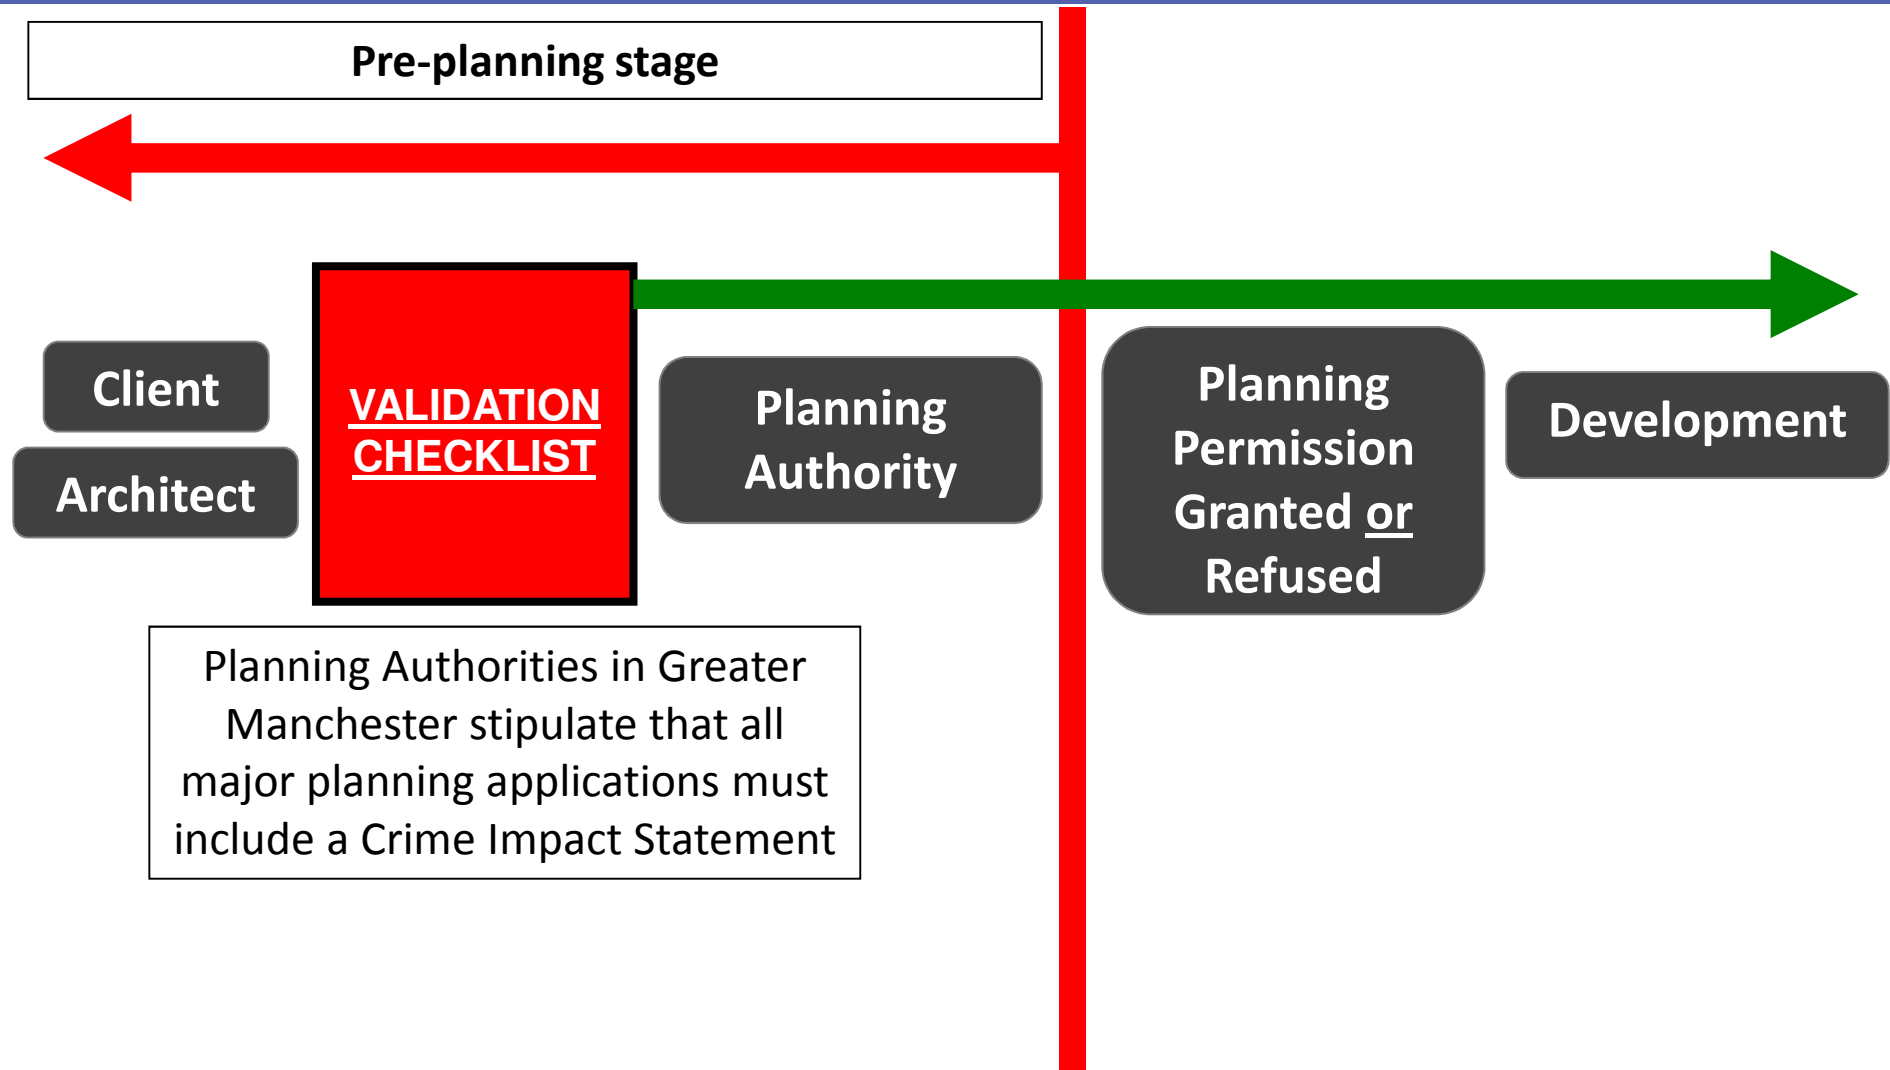 Pre-planning stage
Client
Architect
VALIDATION
CHECKLIST
Planning
Authority
Planning
Permission
Granted or
Refused
Development
Planning Authorities in Greater
Manchester stipulate that all
major planning applications must
include a Crime Impact Statement